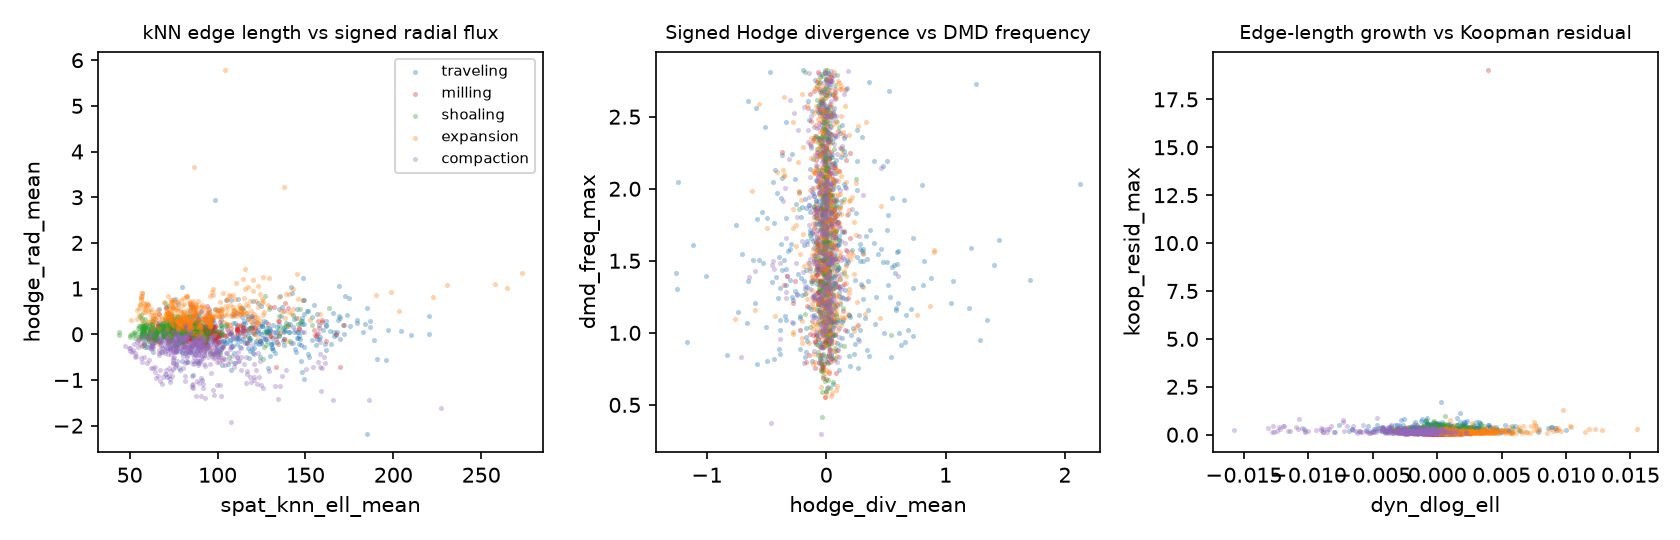 kNN edge length vs signed radial flux
6
5
4
3
2
1
0
−1
−2
hodge_rad_mean
traveling
milling
shoaling
expansion
compaction
50
100
150
200
250
spat_knn_ell_mean
Signed Hodge divergence vs DMD frequency
2.5
2.0
1.5
1.0
0.5
dmd_freq_max
−1
0
1
2
hodge_div_mean
Edge-length growth vs Koopman residual
17.5
15.0
12.5
10.0
7.5
5.0
2.5
0.0
koop_resid_max
−0.015
−0.010
−0.005
0.000
0.005
0.010
0.015
dyn_dlog_ell